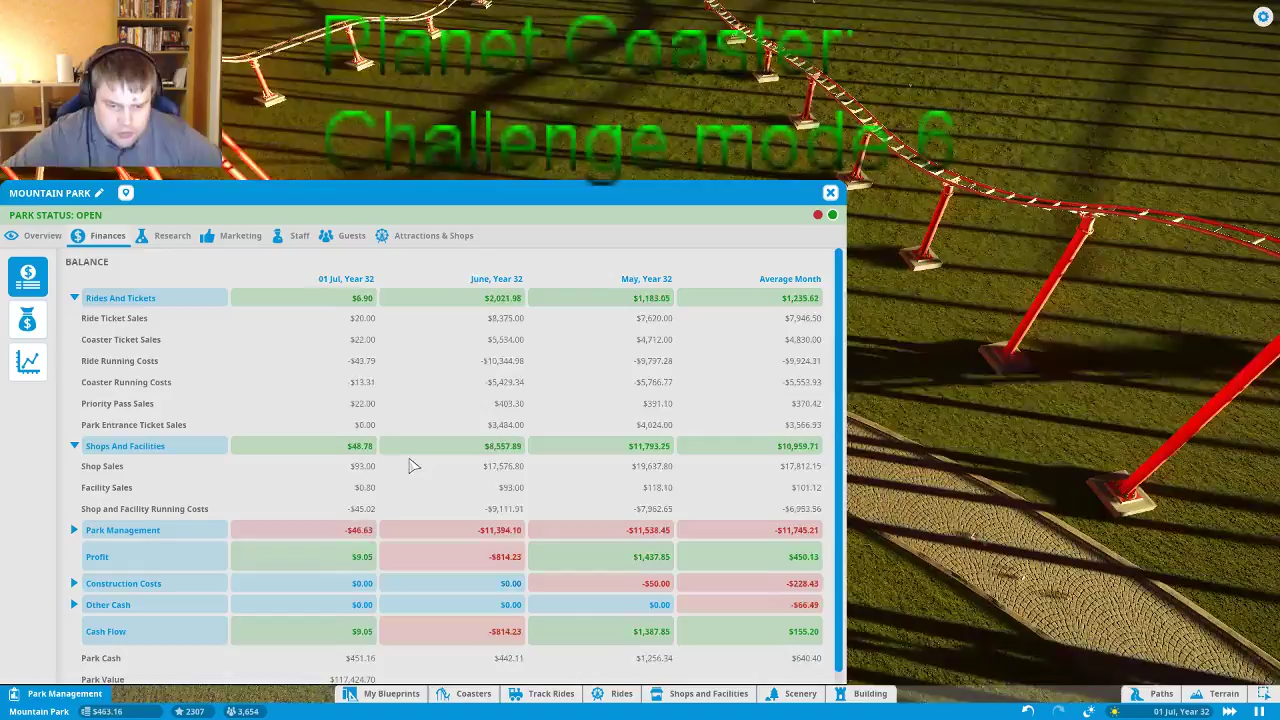 Planet Coaster
Challenge mode 6
MOUNTAIN PARK
PARK STATUS: OPEN
Overview Finances Research Marketing Staff Guests Attractions & Shops
BALANCE
01 Jul, Year 32 June, Year 32 May, Year 32 Average Month
Rides And Tickets $6.90 $2,021.98 $1,183.05 $1,235.62
Ride Ticket Sales $20.00 $8,375.00 $7,620.00 $7,946.50
Coaster Ticket Sales $22.00 $5,534.00 $4,712.00 $4,830.00
Ride Running Costs -$43.79 -$10,344.98 -$9,797.28 -$9,924.31
Coaster Running Costs -$13.31 -$5,429.34 -$5,766.77 -$5,553.93
Priority Pass Sales $22.00 $403.30 $391.10 $370.42
Park Entrance Ticket Sales $0.00 $3,484.00 $4,024.00 $3,566.93
Shops And Facilities $48.78 $8,557.89 $11,793.25 $10,959.71
Shop Sales $93.00 $17,576.80 $19,637.80 $17,812.15
Facility Sales $0.80 $93.00 $118.10 $101.12
Shop and Facility Running Costs -$45.02 -$9,111.91 -$7,962.65 -$6,953.56
Park Management -$46.63 -$11,394.10 -$11,538.45 -$11,745.21
Profit $9.05 -$814.23 $1,437.85 $450.13
Construction Costs $0.00 $0.00 -$50.00 -$228.43
Other Cash $0.00 $0.00 $0.00 -$66.49
Cash Flow $9.05 -$814.23 $1,387.85 $155.20
Park Cash $451.16 $442.11 $1,256.34 $640.40
Park Value $117,424.70
Park Management My Blueprints Coasters Track Rides Rides Shops and Facilities Scenery Building Paths Terrain
Mountain Park $463.16 2307 3,654 01 Jul, Year 32